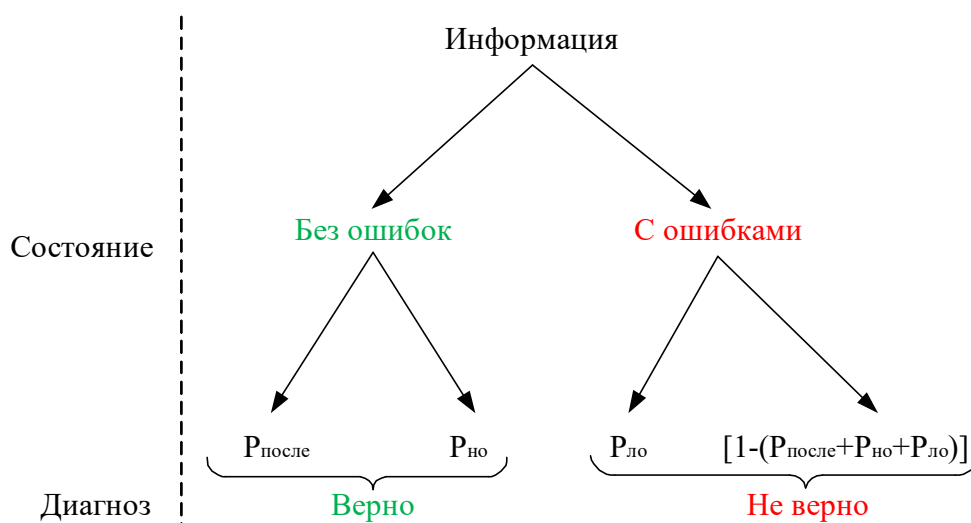 Информация
Состояние
Без ошибок
С ошибками
Pпосле
Pно
Pло
[1-(Pпосле+Pно+Pло)]
Диагноз
Верно
Не верно